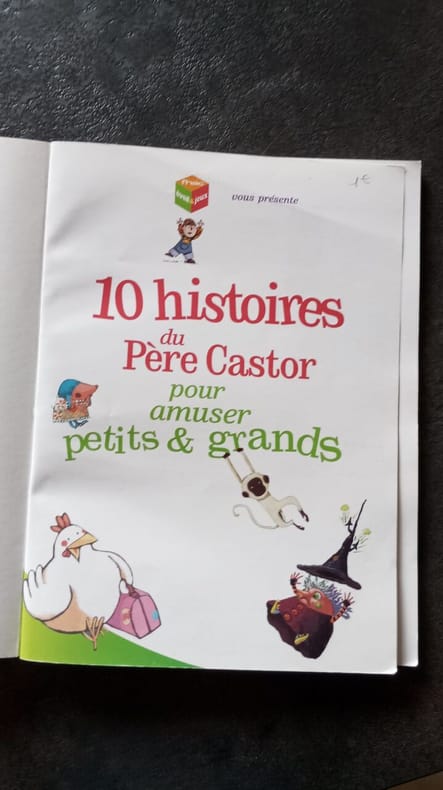 1€
vous présente
10 histoires
du
Père Castor
pour
amuser
petits & grands